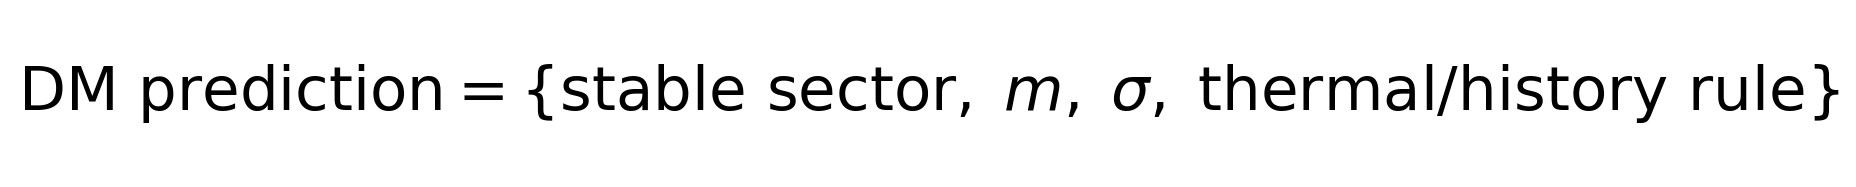 DM prediction = {stable sector, m, σ, thermal/history rule}